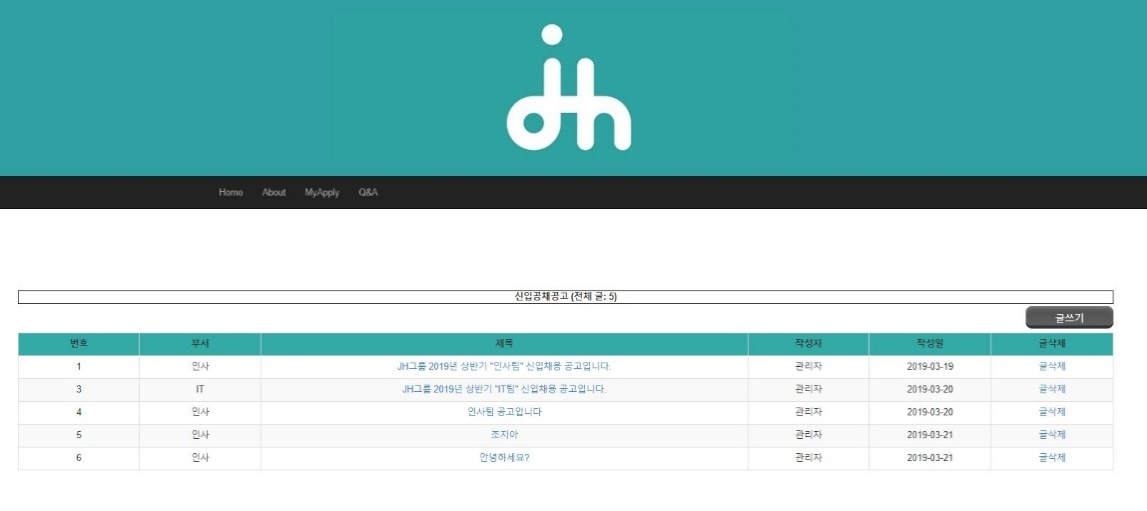 jh
Home About MyApply Q&A
신입공채공고 (전체 글: 5)
글쓰기
번호 부서 제목 작성자 작성일 글삭제
1 인사 JH그룹 2019년 상반기 "인사팀" 신입채용 공고입니다. 관리자 2019-03-19 글삭제
3 IT JH그룹 2019년 상반기 "IT팀" 신입채용 공고입니다. 관리자 2019-03-20 글삭제
4 인사 인사팀 공고입니다 관리자 2019-03-20 글삭제
5 인사 조지아 관리자 2019-03-21 글삭제
6 인사 안녕하세요? 관리자 2019-03-21 글삭제